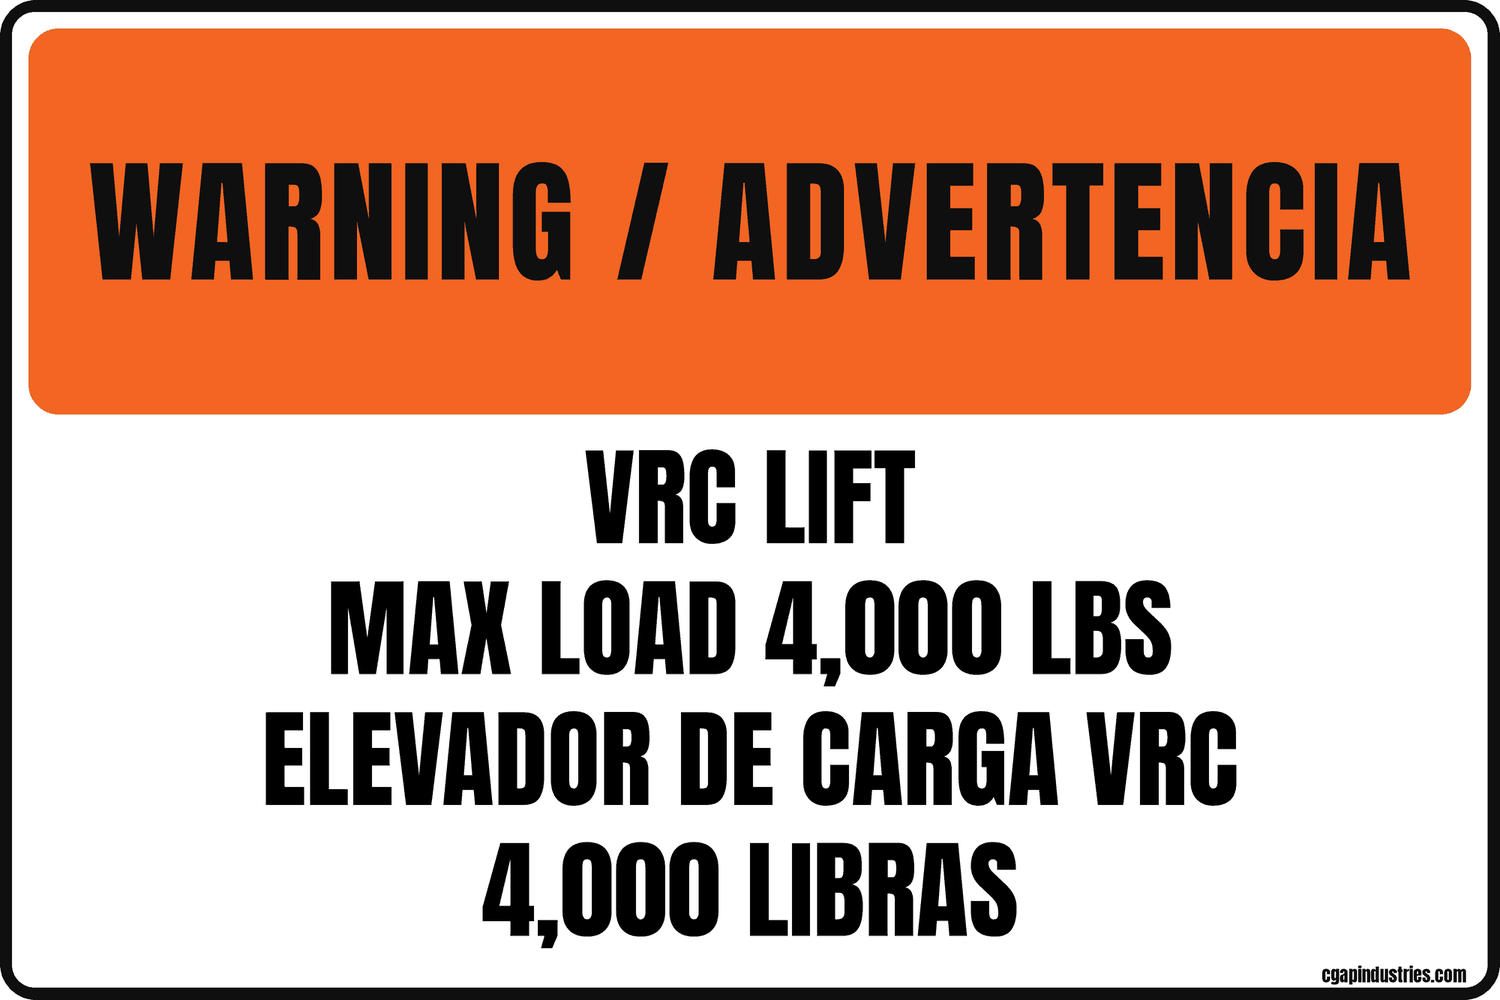 WARNING / ADVERTENCIA
VRC LIFT
MAX LOAD 4,000 LBS
ELEVADOR DE CARGA VRC
4,000 LIBRAS
cgapindustries.com